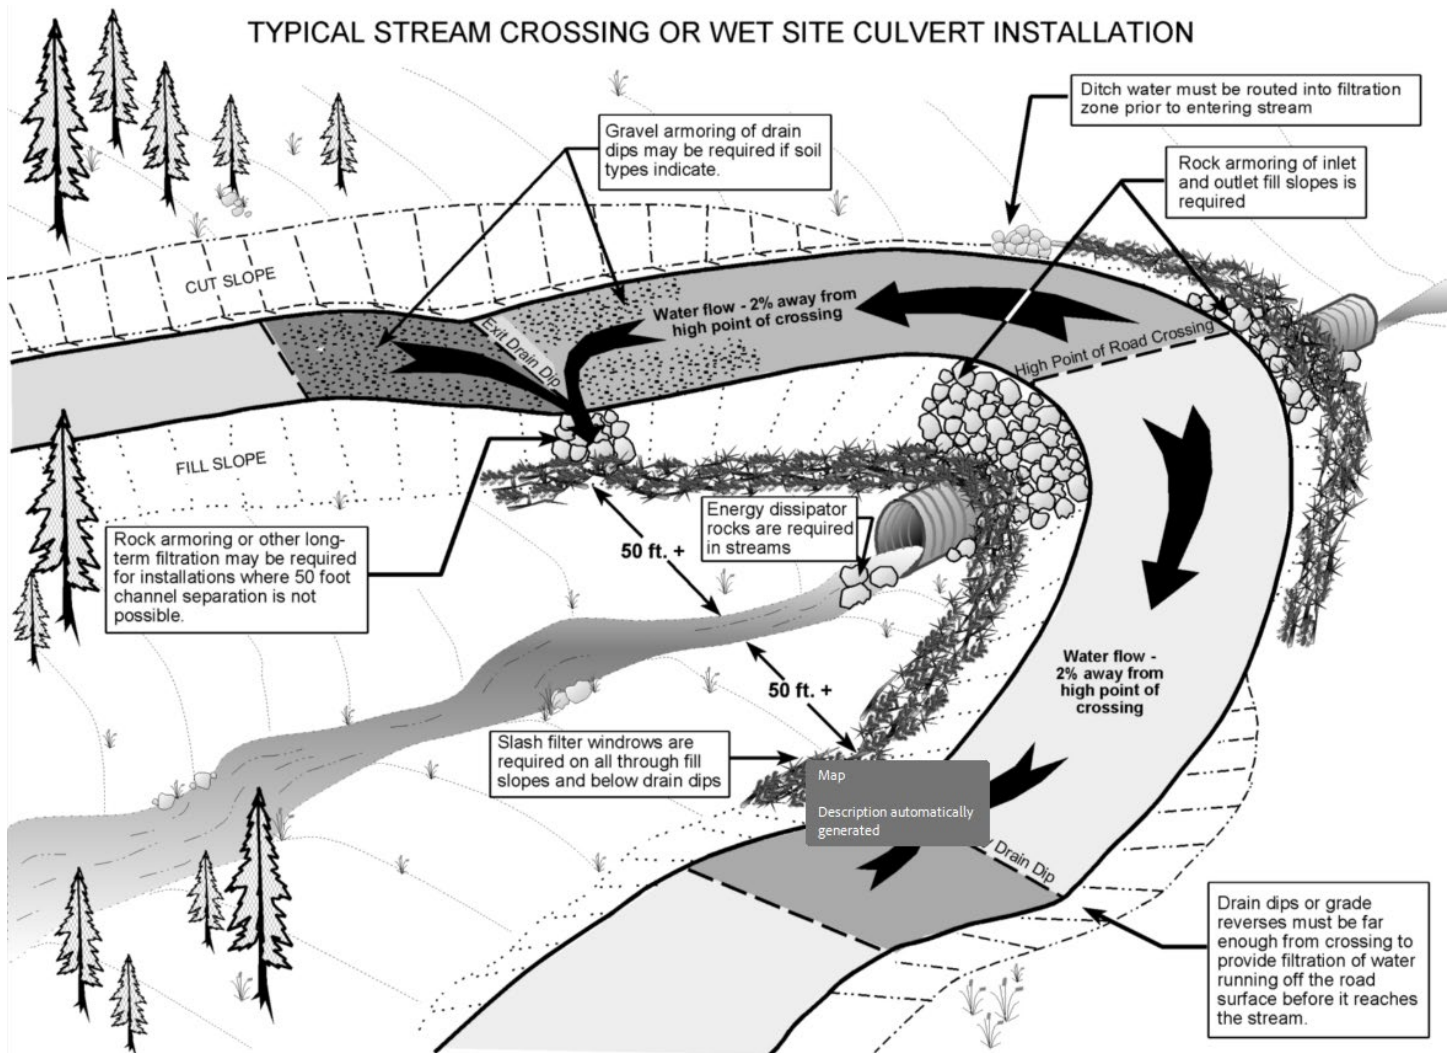 TYPICAL STREAM CROSSING OR WET SITE CULVERT INSTALLATION
Ditch water must be routed into filtration
zone prior to entering stream
Gravel armoring of drain
dips may be required if soil
types indicate.
Rock armoring of inlet
and outlet fill slopes is
required
CUT SLOPE
Water flow - 2% away from
high point of crossing
Exit Drain Dip
High Point of Road Crossing
FILL SLOPE
Rock armoring or other long-
term filtration may be required
for installations where 50 foot
channel separation is not
possible.
Energy dissipator
rocks are required
in streams
50 ft. +
50 ft. +
Water flow -
2% away from
high point of
crossing
Slash filter windrows are
required on all through fill
slopes and below drain dips
Map
Description automatically
generated
Drain Dip
Drain dips or grade
reverses must be far
enough from crossing to
provide filtration of water
running off the road
surface before it reaches
the stream.